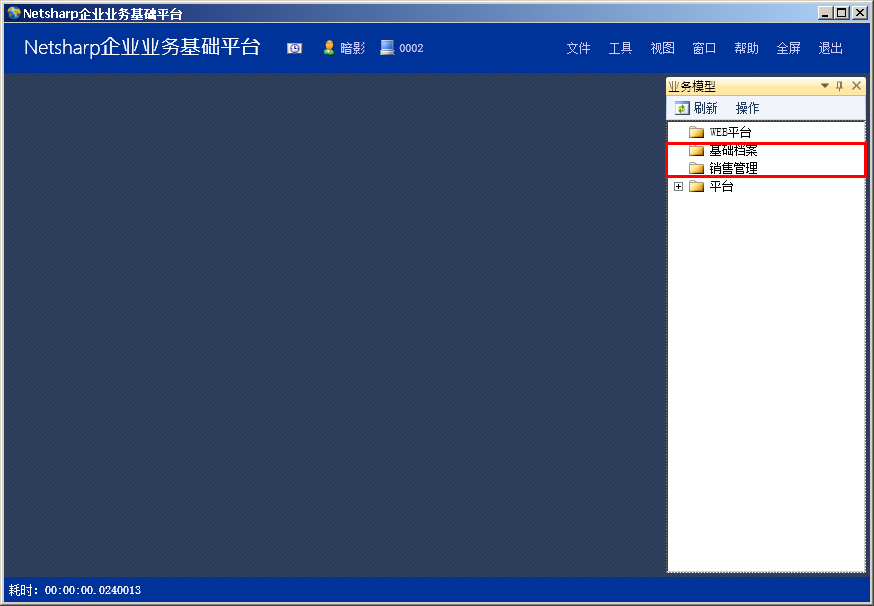 Netsharp企业业务基础平台
Netsharp企业业务基础平台 暗影 0002 文件 工具 视图 窗口 帮助 全屏 退出
业务模型
刷新 操作
WEB平台
基础档案
销售管理
平台
耗时: 00:00:00.0240013